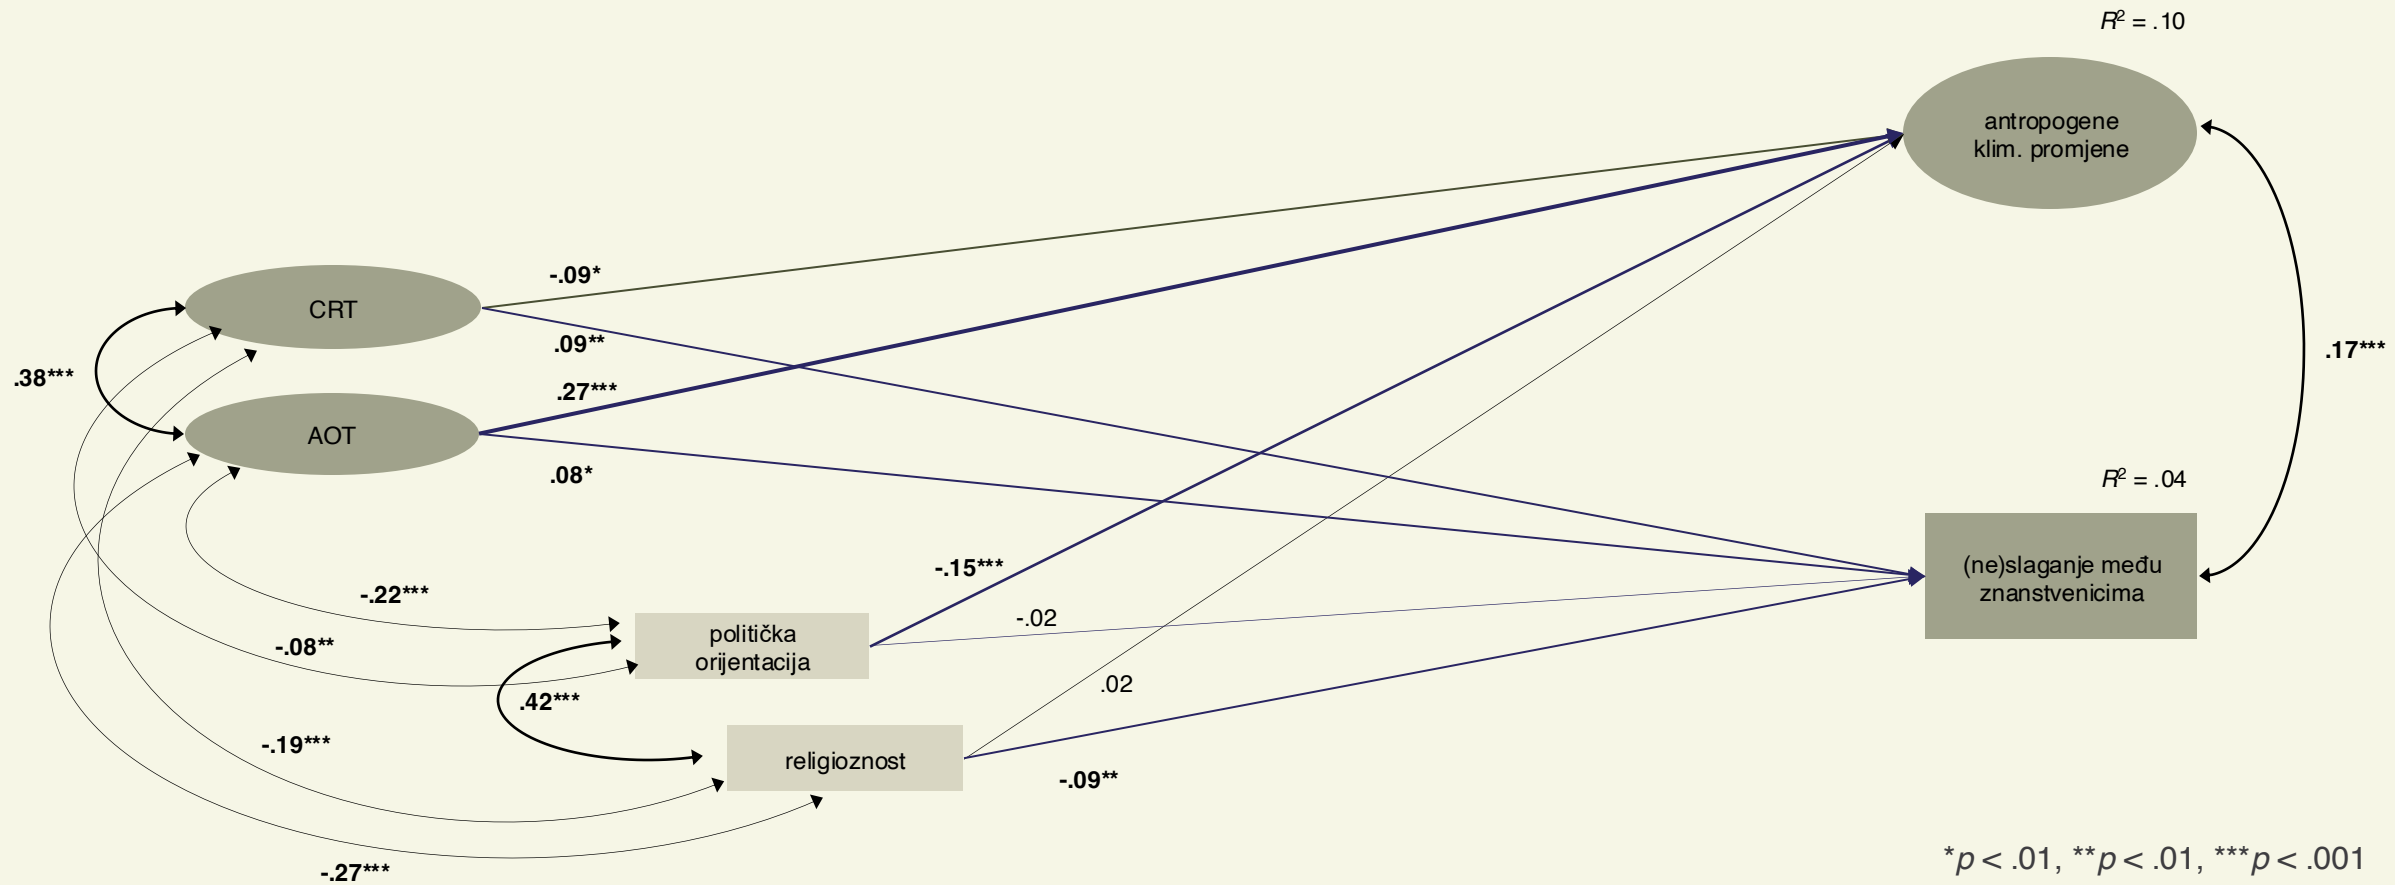 R² = .10
antropogene
klim. promjene
-.09*
CRT
.09**
.17***
.38***
.27***
AOT
.08*
R² = .04
-.15***
(ne)slaganje među
znanstvenicima
-.22***
-.02
politička
orijentacija
-.08**
.02
.42***
-.19***
religioznost
-.09**
*p < .01, **p < .01, ***p < .001
-.27***